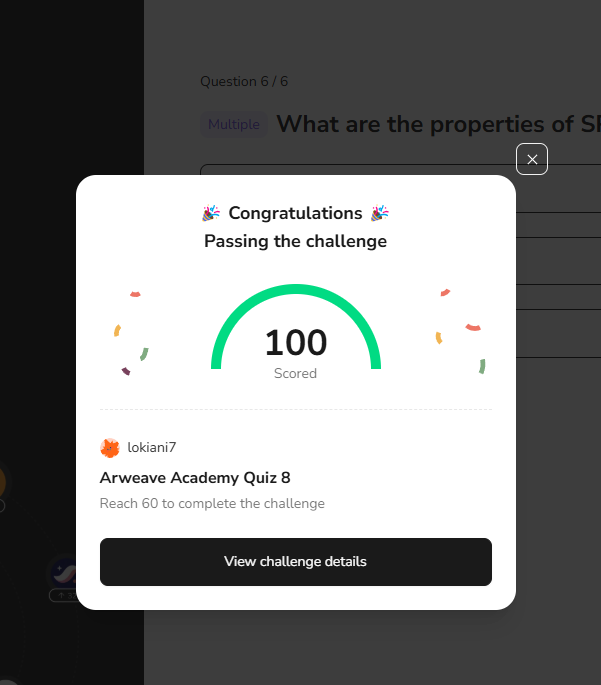 Question 6 / 6
Multiple What are the properties of
Congratulations
Passing the challenge
100
Scored
lokiani7
Arweave Academy Quiz 8
Reach 60 to complete the challenge
View challenge details